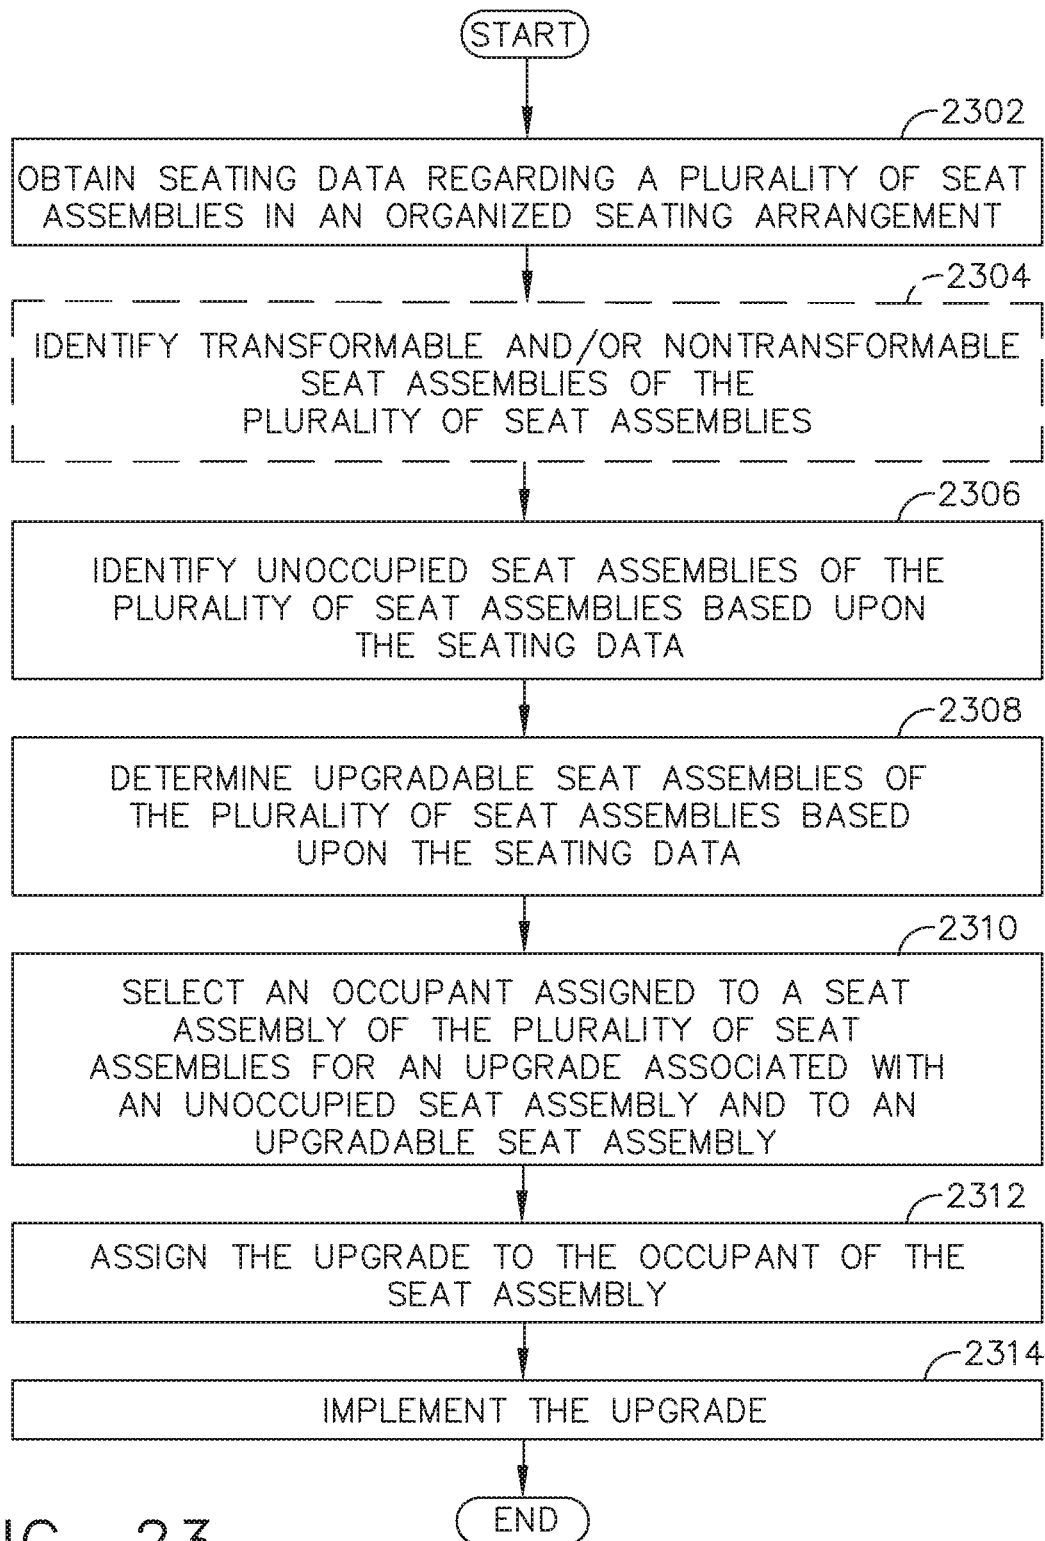 START
2302
OBTAIN SEATING DATA REGARDING A PLURALITY OF SEAT
ASSEMBLIES IN AN ORGANIZED SEATING ARRANGEMENT
2304
IDENTIFY TRANSFORMABLE AND/OR NONTRANSFORMABLE
SEAT ASSEMBLIES OF THE
PLURALITY OF SEAT ASSEMBLIES
2306
IDENTIFY UNOCCUPIED SEAT ASSEMBLIES OF THE
PLURALITY OF SEAT ASSEMBLIES BASED UPON
THE SEATING DATA
2308
DETERMINE UPGRADABLE SEAT ASSEMBLIES OF
THE PLURALITY OF SEAT ASSEMBLIES BASED
UPON THE SEATING DATA
2310
SELECT AN OCCUPANT ASSIGNED TO A SEAT
ASSEMBLY OF THE PLURALITY OF SEAT
ASSEMBLIES FOR AN UPGRADE ASSOCIATED WITH
AN UNOCCUPIED SEAT ASSEMBLY AND TO AN
UPGRADABLE SEAT ASSEMBLY
2312
ASSIGN THE UPGRADE TO THE OCCUPANT OF THE
SEAT ASSEMBLY
2314
IMPLEMENT THE UPGRADE
END